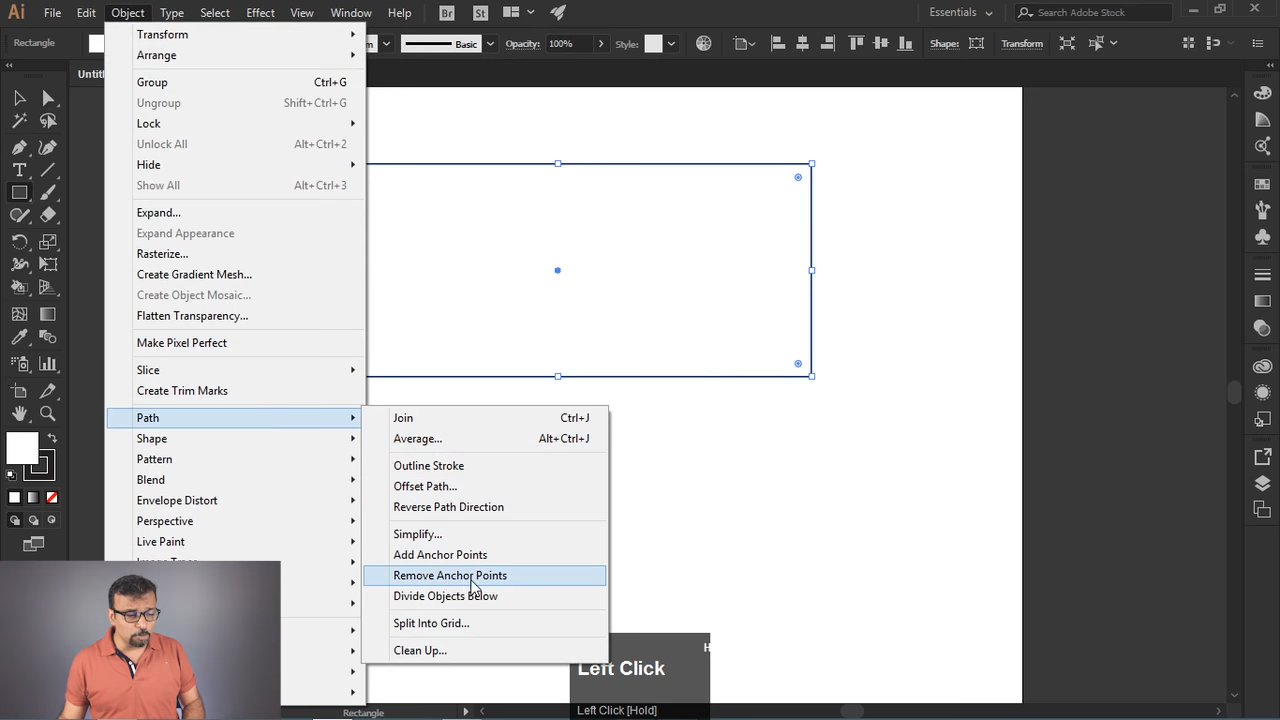 Ai File Edit Object Type Select Effect View Window Help Br St Essentials Search Adobe Stock
Rectangle Basic Opacity: 100% Style: Shape: Transform
Transform
Arrange
Group Ctrl+G
Ungroup Shift+Ctrl+G
Lock
Unlock All Alt+Ctrl+2
Hide
Show All Alt+Ctrl+3
Expand...
Expand Appearance
Rasterize...
Create Gradient Mesh...
Create Object Mosaic...
Flatten Transparency...
Make Pixel Perfect
Slice
Create Trim Marks
Path
Shape
Pattern
Blend
Envelope Distort
Perspective
Live Paint
Join Ctrl+J
Average... Alt+Ctrl+J
Outline Stroke
Offset Path...
Reverse Path Direction
Simplify...
Add Anchor Points
Remove Anchor Points
Divide Objects Below
Split Into Grid...
Clean Up...
Left Click
Left Click [Hold]
Rectangle